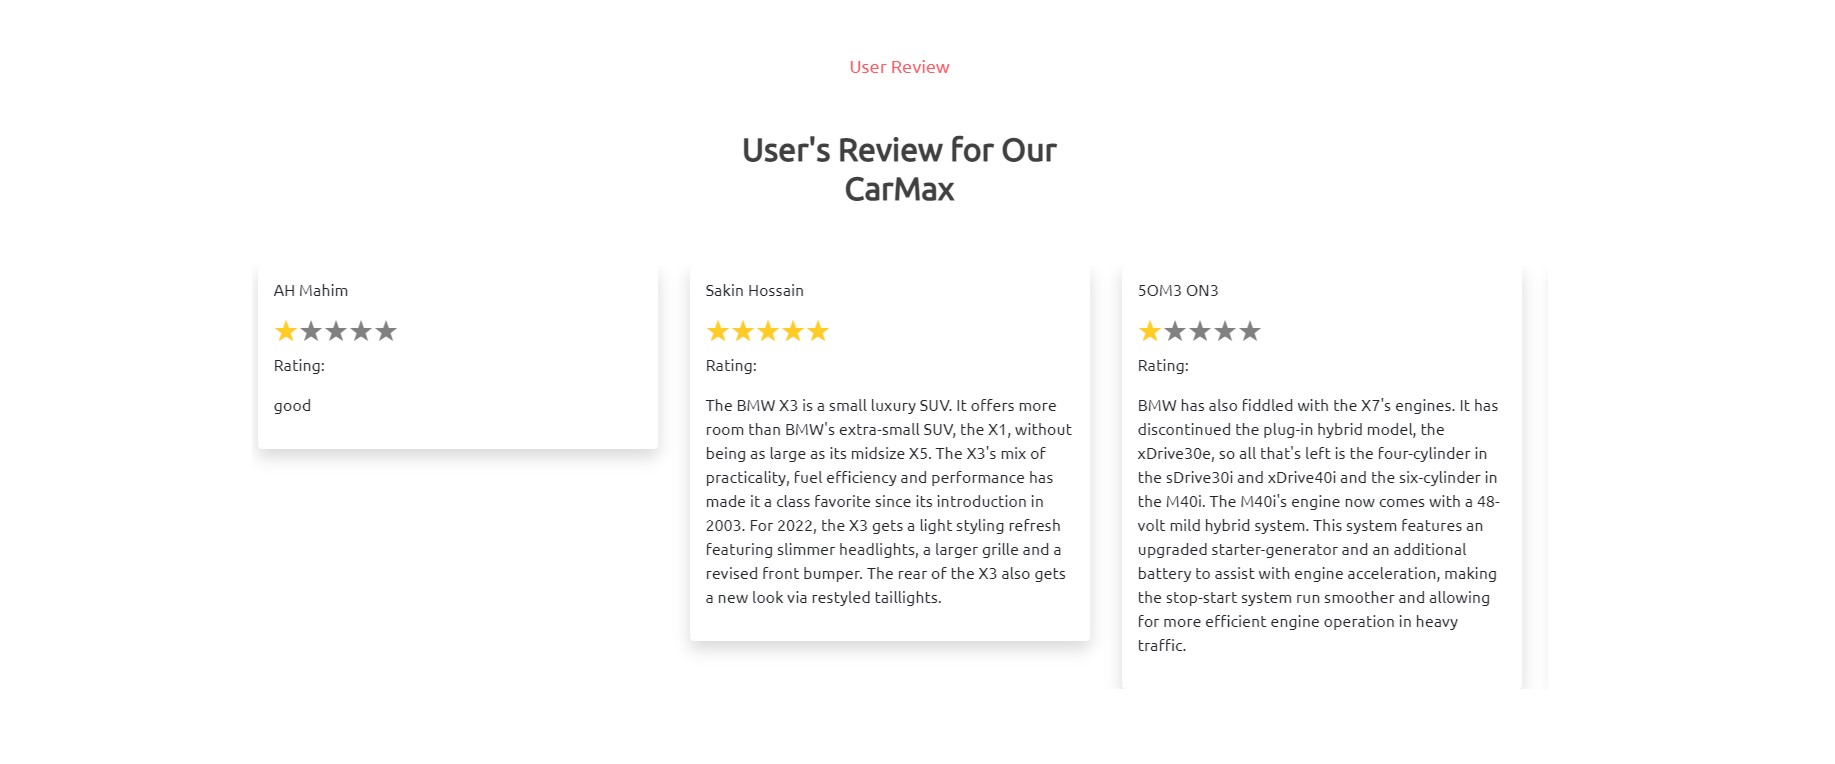 User Review
User's Review for Our
CarMax
AH Mahim
Rating:
good
Sakin Hossain
Rating:
The BMW X3 is a small luxury SUV. It offers more
room than BMW's extra-small SUV, the X1, without
being as large as its midsize X5. The X3's mix of
practicality, fuel efficiency and performance has
made it a class favorite since its introduction in
2003. For 2022, the X3 gets a light styling refresh
featuring slimmer headlights, a larger grille and a
revised front bumper. The rear of the X3 also gets
a new look via restyled taillights.
5OM3 ON3
Rating:
BMW has also fiddled with the X7's engines. It has
discontinued the plug-in hybrid model, the
xDrive30e, so all that's left is the four-cylinder in
the sDrive30i and xDrive40i and the six-cylinder in
the M40i. The M40i's engine now comes with a 48-
volt mild hybrid system. This system features an
upgraded starter-generator and an additional
battery to assist with engine acceleration, making
the stop-start system run smoother and allowing
for more efficient engine operation in heavy
traffic.